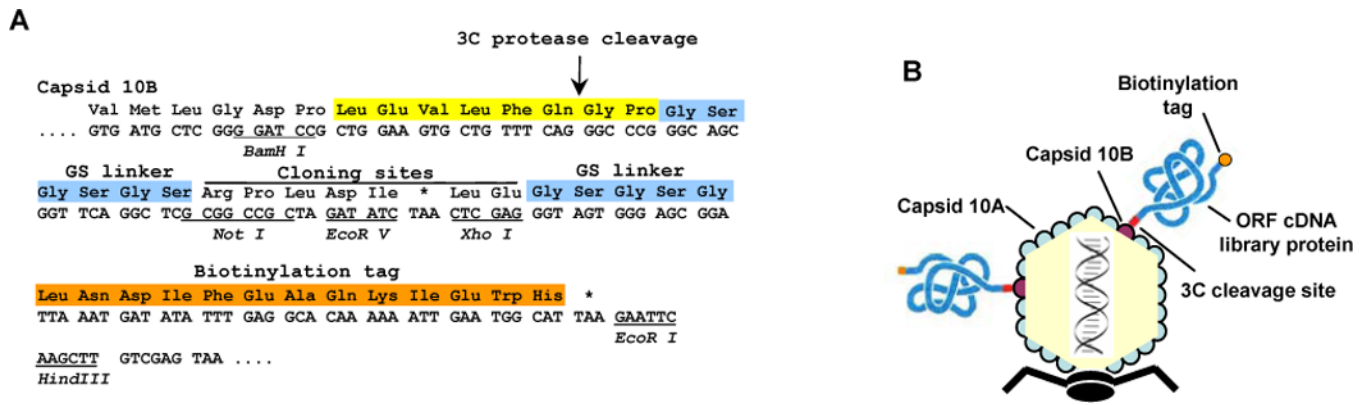 A
3C protease cleavage
Capsid 10B
Val Met Leu Gly Asp Pro Leu Glu Val Leu Phe Gln Gly Pro Gly Ser
.... GTG ATG CTC GGG GAT CCG CTG GAA GTG CTG TTT CAG GGC CCG GGC AGC
BamH I
GS linker Cloning sites GS linker
Gly Ser Gly Ser Arg Pro Leu Asp Ile * Leu Glu Gly Ser Gly Ser Gly
GGT TCA GGC TCG CGG CCG CTA GAT ATC TAA CTC GAG GGT AGT GGG AGC GGA
Not I EcoR V Xho I
Biotinylation tag
Leu Asn Asp Ile Phe Glu Ala Gln Lys Ile Glu Trp His *
TTA AAT GAT ATA TTT GAG GCA CAA AAA ATT GAA TGG CAT TAA GAATTC
EcoR I
AAGCTT GTCGAG TAA ....
HindIII
B
Biotinylation
tag
Capsid 10B
Capsid 10A
ORF cDNA
library protein
3C cleavage site